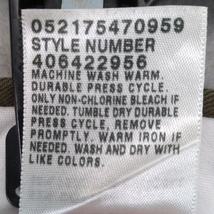 052175470959
STYLE NUMBER
406422956
MACHINE WASH WARM.
DURABLE PRESS CYCLE.
ONLY NON-CHLORINE BLEACH IF
NEEDED. TUMBLE DRY DURABLE
PRESS CYCLE. REMOVE
PROMPTLY. WARM IRON IF
NEEDED. WASH AND DRY WITH
LIKE COLORS.